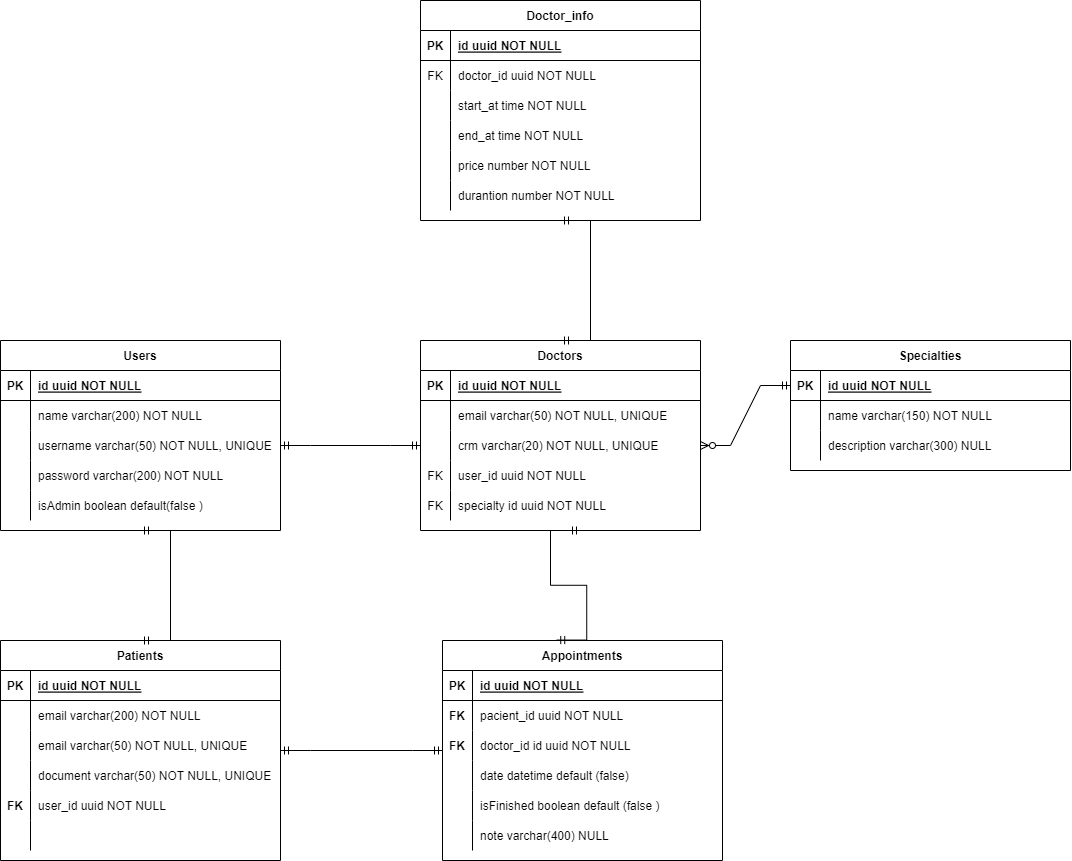 Doctor_info
PK id uuid NOT NULL
FK doctor_id uuid NOT NULL
start_at time NOT NULL
end_at time NOT NULL
price number NOT NULL
durantion number NOT NULL
Users
PK id uuid NOT NULL
name varchar(200) NOT NULL
username varchar(50) NOT NULL, UNIQUE
password varchar(200) NOT NULL
isAdmin boolean default(false )
Doctors
PK id uuid NOT NULL
email varchar(50) NOT NULL, UNIQUE
crm varchar(20) NOT NULL, UNIQUE
FK user_id uuid NOT NULL
FK specialty id uuid NOT NULL
Specialties
PK id uuid NOT NULL
name varchar(150) NOT NULL
description varchar(300) NULL
Patients
PK id uuid NOT NULL
email varchar(200) NOT NULL
email varchar(50) NOT NULL, UNIQUE
document varchar(50) NOT NULL, UNIQUE
FK user_id uuid NOT NULL
Appointments
PK id uuid NOT NULL
FK pacient_id uuid NOT NULL
FK doctor_id id uuid NOT NULL
date datetime default (false)
isFinished boolean default (false )
note varchar(400) NULL